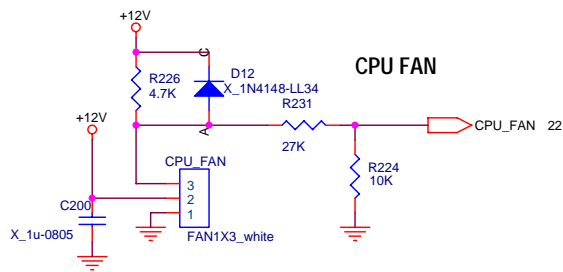 +12V
C
D12
CPU FAN
R226
4.7K
X_1N4148-LL34
R231
+12V
A
CPU_FAN 22
27K
CPU_FAN
R224
10K
3
2
1
C200
X_1u-0805
FAN1X3_white